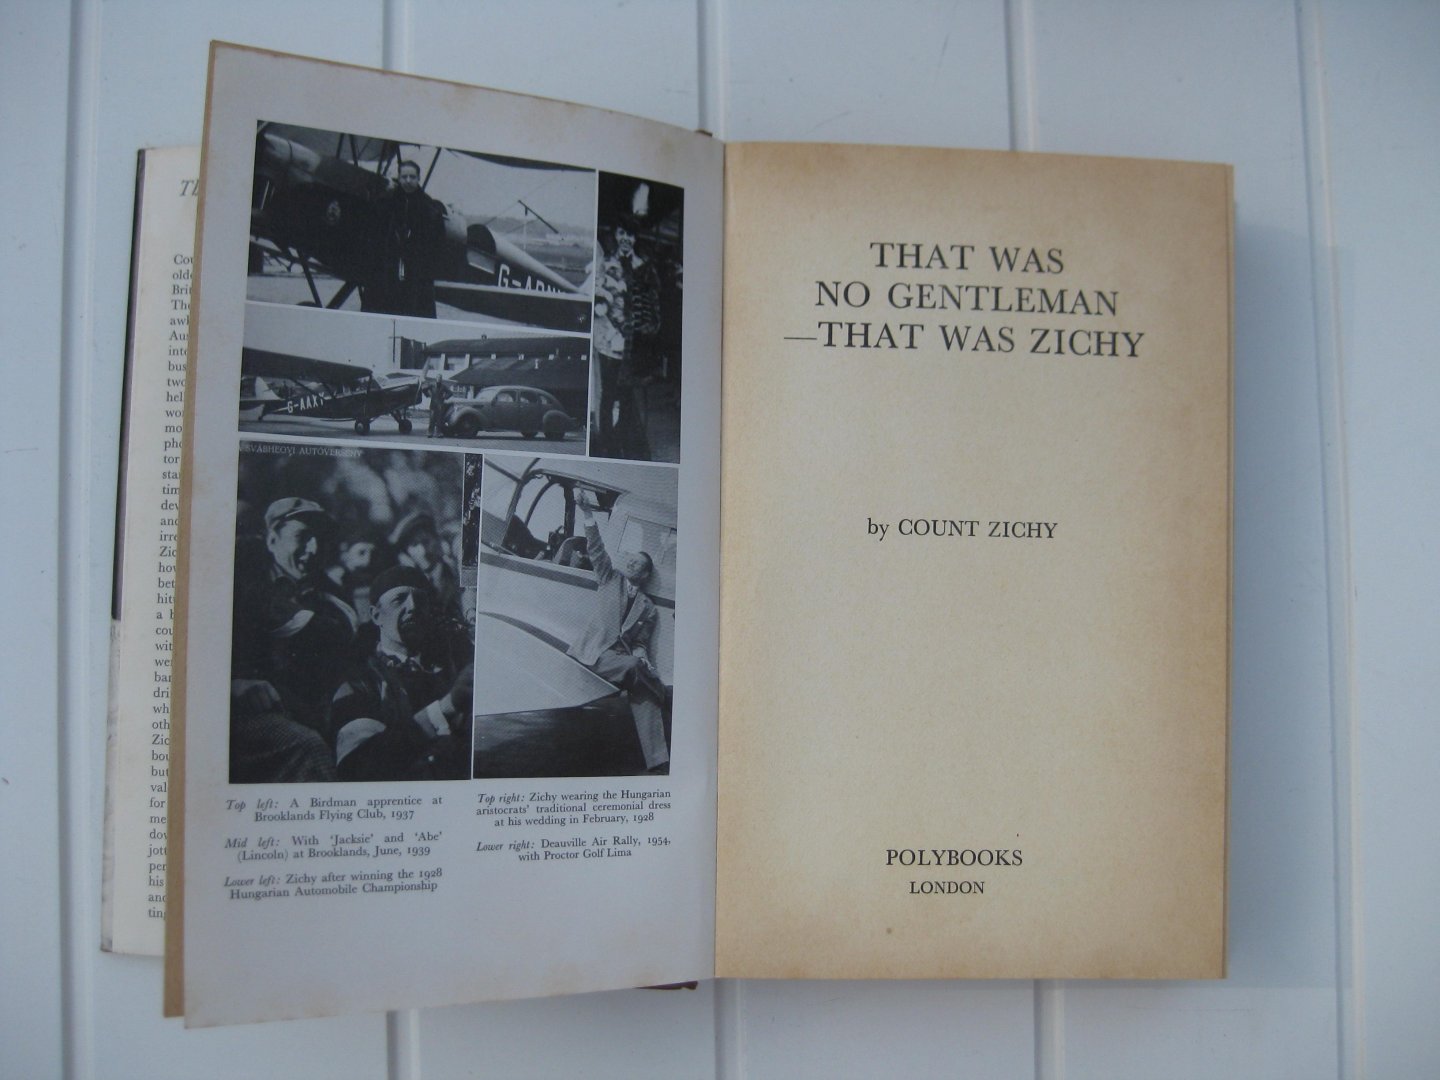 G-AAXY
SVÁBHEGYI AUTÓVERSENY
Top left: A Birdman apprentice at
Brooklands Flying Club, 1937
Mid left: With 'Jacksie' and 'Abe'
(Lincoln) at Brooklands, June, 1939
Lower left: Zichy after winning the 1928
Hungarian Automobile Championship
Top right: Zichy wearing the Hungarian
aristocrats' traditional ceremonial dress
at his wedding in February, 1928
Lower right: Deauville Air Rally, 1954,
with Proctor Golf Lima
THAT WAS
NO GENTLEMAN
—THAT WAS ZICHY
by COUNT ZICHY
POLYBOOKS
LONDON